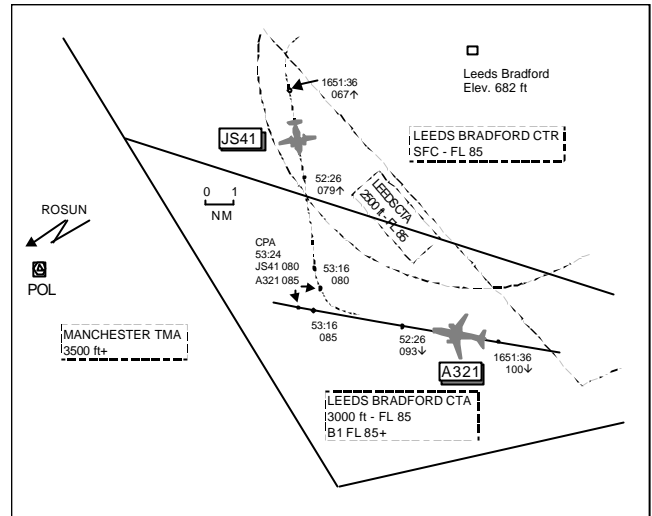 1651:36
067↑
Leeds Bradford
Elev. 682 ft
JS41
LEEDS BRADFORD CTR
SFC - FL 85
52:26
079↑
LEEDS CTA
2500 ft - FL 85
0 1
NM
ROSUN
POL
CPA
53:24
JS41 080
A321 085
53:16
080
MANCHESTER TMA
3500 ft+
53:16
085
52:26
093↓
1651:36
100↓
A321
LEEDS BRADFORD CTA
3000 ft - FL 85
B1 FL 85+